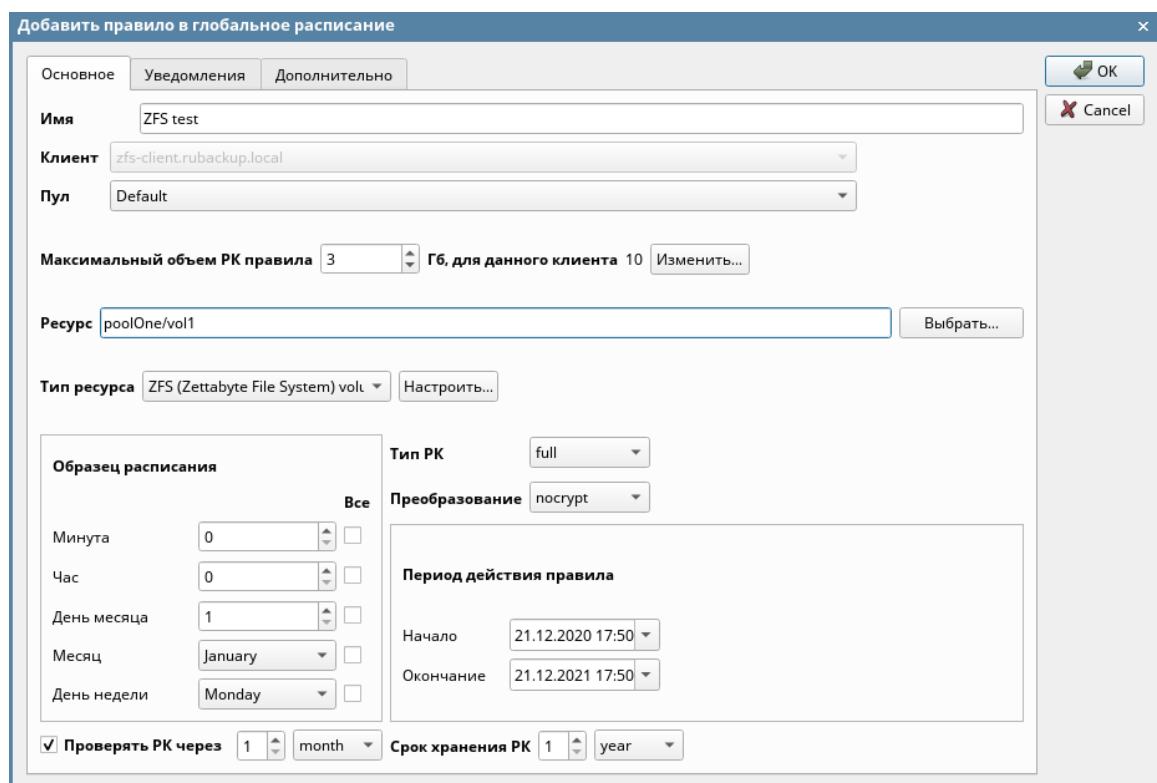 Добавить правило в глобальное расписание
Основное Уведомления Дополнительно
OK
Cancel
Имя ZFS test
Клиент zfs-client.rubackup.local
Пул Default
Максимальный объем РК правила 3 Гб, для данного клиента 10 Изменить...
Ресурс poolOne/vol1 Выбрать...
Тип ресурса ZFS (Zettabyte File System) volu Настроить...
Образец расписания
Все
Минута 0
Час 0
День месяца 1
Месяц January
День недели Monday
Тип РК full
Преобразование nocrypt
Период действия правила
Начало 21.12.2020 17:50
Окончание 21.12.2021 17:50
Проверять РК через 1 month Срок хранения РК 1 year